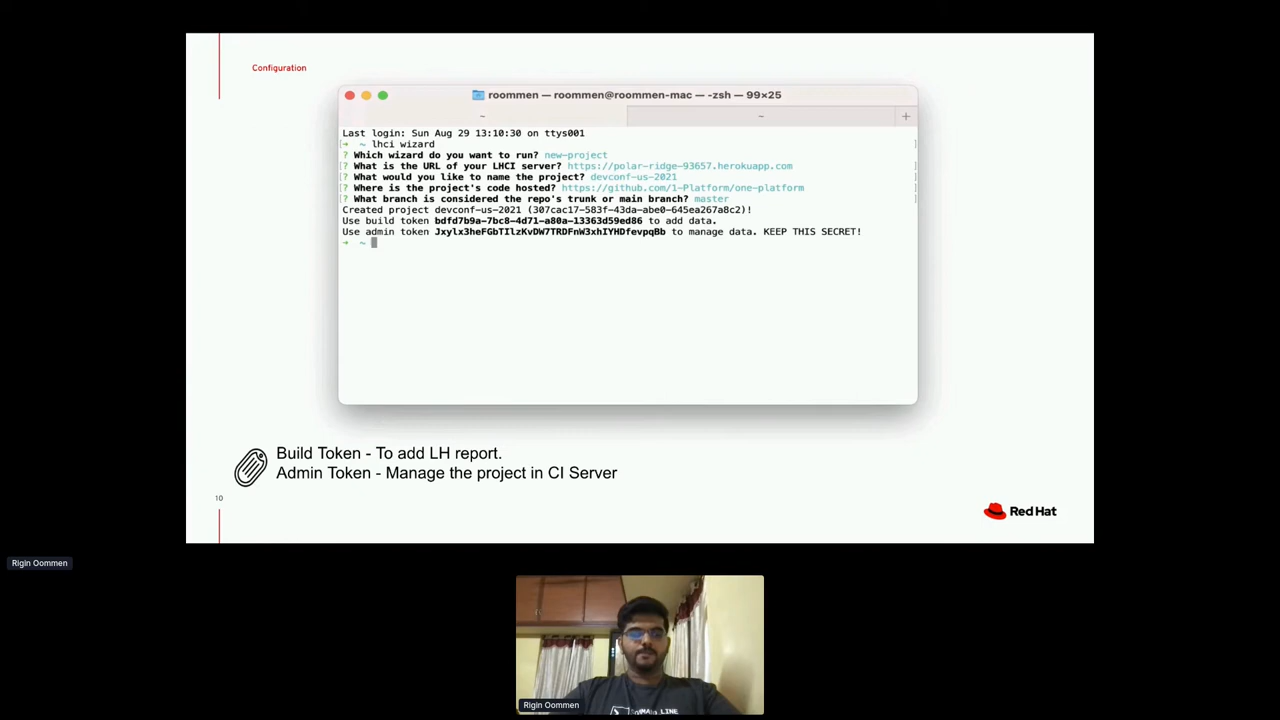 Configuration
roommen — roommen@roommen-mac — -zsh — 99×25
~ ~ +
Last login: Sun Aug 29 13:10:30 on ttys001
[➜ ~ lhci wizard ]
? Which wizard do you want to run? new-project
[? What is the URL of your LHCI server? https://polar-ridge-93657.herokuapp.com ]
[? What would you like to name the project? devconf-us-2021 ]
[? Where is the project's code hosted? https://github.com/1-Platform/one-platform ]
[? What branch is considered the repo's trunk or main branch? master ]
Created project devconf-us-2021 (307cac17-583f-43da-abe0-645ea267a8c2)!
Use build token bdfd7b9a-7bc8-4d71-a80a-13363d59ed86 to add data.
Use admin token Jxylx3heFGbTIlzKvDW7TRDFnW3xhIYHDfevpqBb to manage data. KEEP THIS SECRET!
➜ ~
Build Token - To add LH report.
Admin Token - Manage the project in CI Server
10
Red Hat
Rigin Oommen
Rigin Oommen